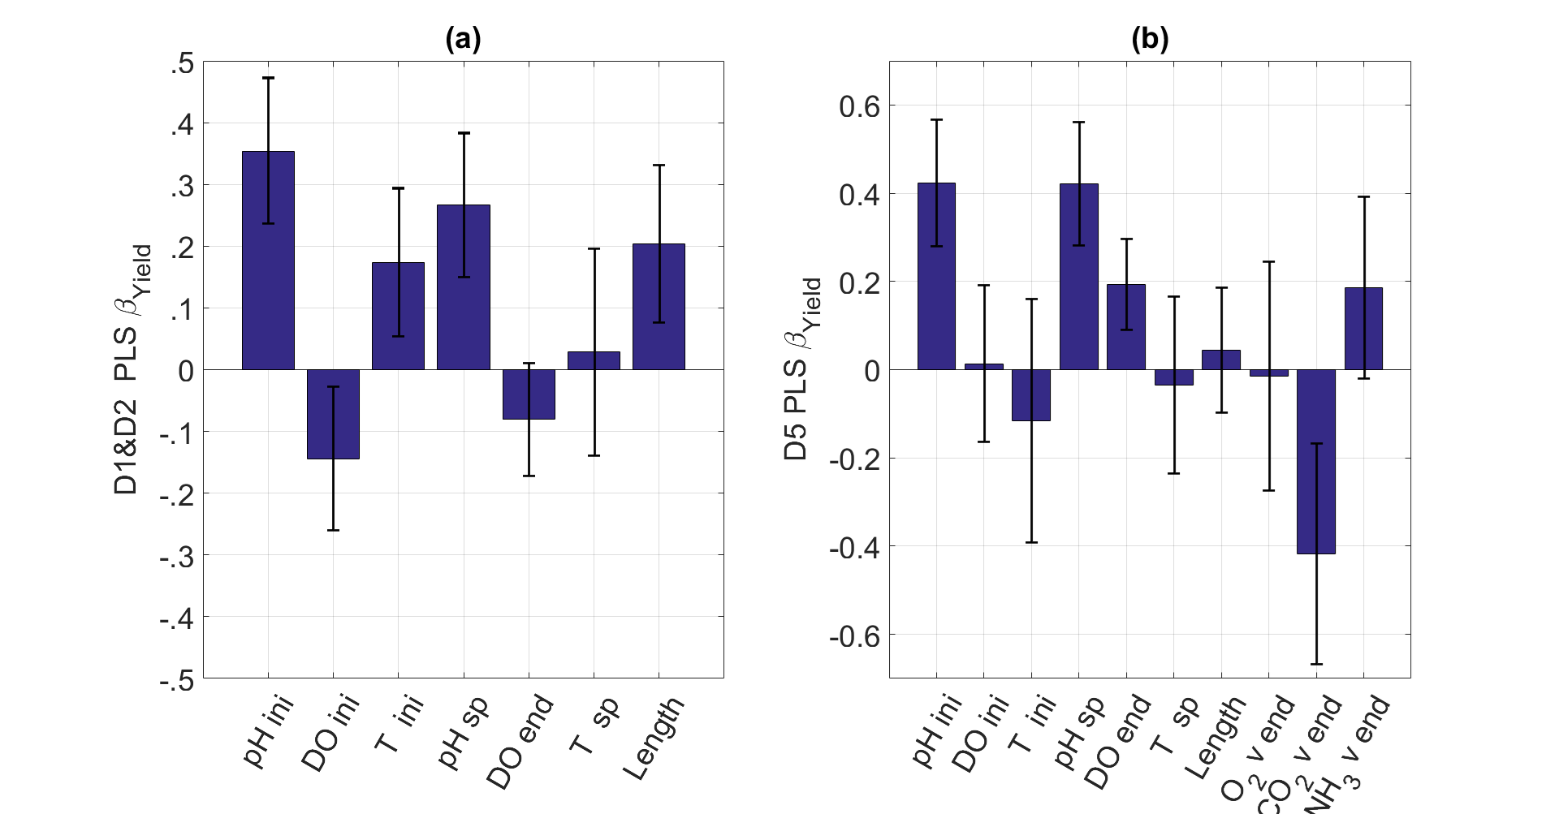 (a)
.5
.4
.3
.2
.1
0
-.1
-.2
-.3
-.4
-.5
D1&D2 PLS βYield
pH ini
DO ini
T ini
pH sp
DO end
T sp
Length
(b)
0.6
0.4
0.2
0
-0.2
-0.4
-0.6
D5 PLS βYield
pH ini
DO ini
T ini
pH sp
DO end
T sp
Length
O2 v end
CO2 v end
NH3 v end